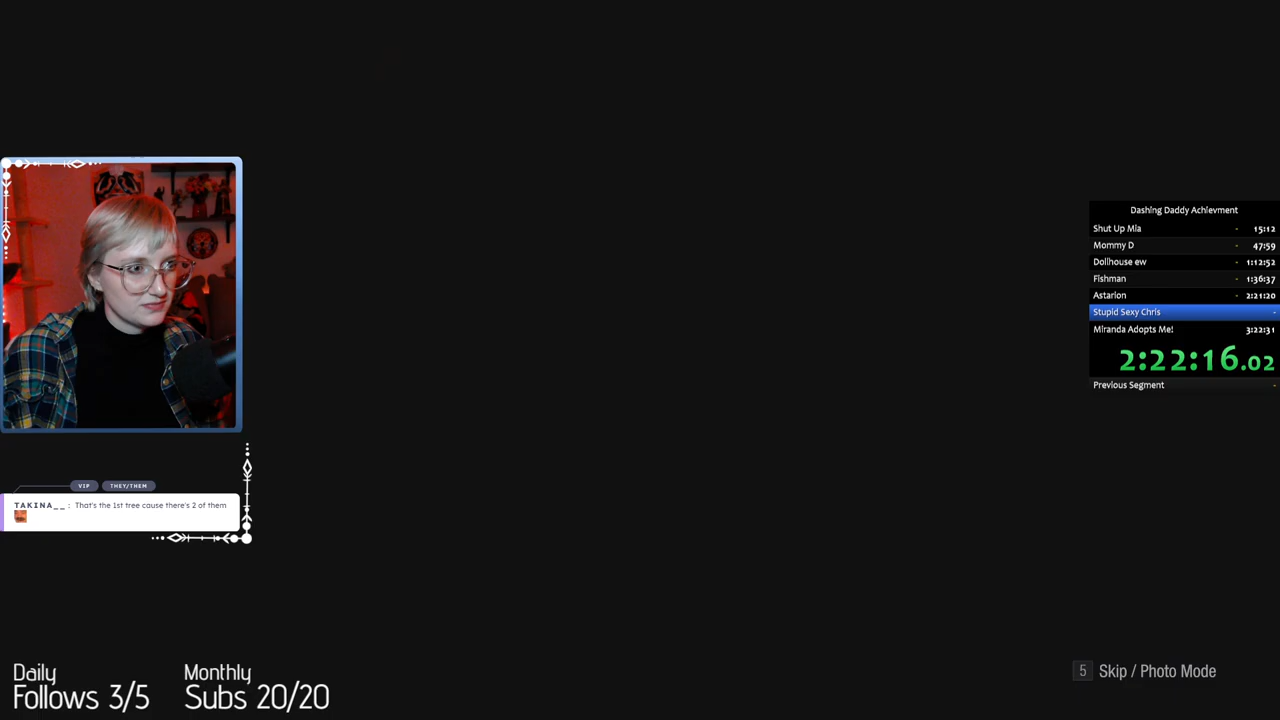 Dashing Daddy Achievment
Shut Up Mia - 15:12
Mommy D - 47:59
Dollhouse ew - 1:12:52
Fishman - 1:36:37
Astarion - 2:21:20
Stupid Sexy Chris -
Miranda Adopts Me! 3:22:31
2:22:16.02
Previous Segment -
VIP THEY/THEM
TAKINA__ : That's the 1st tree cause there's 2 of them
Daily
Follows 3/5
Monthly
Subs 20/20
5 Skip / Photo Mode